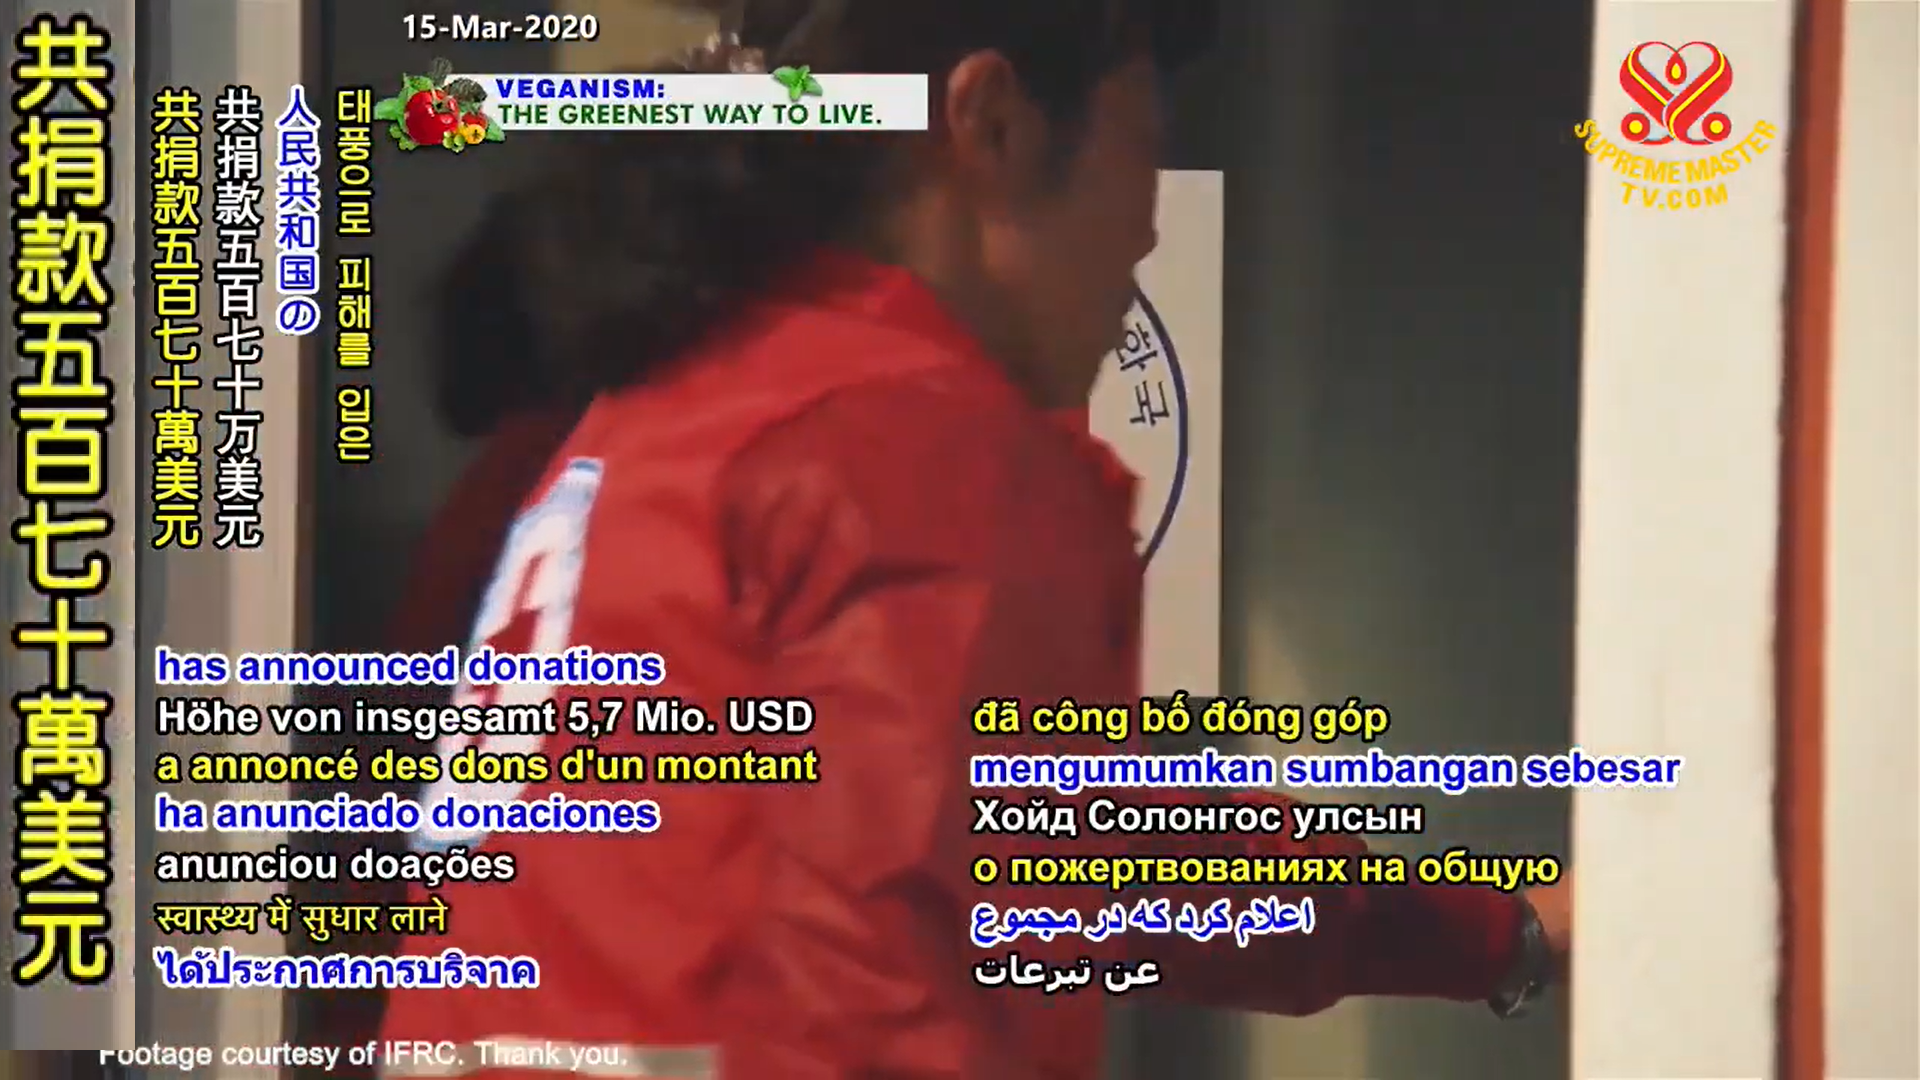 15-Mar-2020
VEGANISM:
THE GREENEST WAY TO LIVE.
SUPREME MASTER
TV.COM
共捐款五百七十萬美元
共捐款五百七十萬美元
共捐款五百七十万美元
人民共和国の
태풍으로 피해를 입은
한국
has announced donations
Höhe von insgesamt 5,7 Mio. USD
a annoncé des dons d'un montant
ha anunciado donaciones
anunciou doações
स्वास्थ्य में सुधार लाने
ได้ประกาศการบริจาค
đã công bố đóng góp
mengumumkan sumbangan sebesar
Хойд Солонгос улсын
о пожертвованиях на общую
اعلام کرد که در مجموع
عن تبرعات
Footage courtesy of IFRC. Thank you.